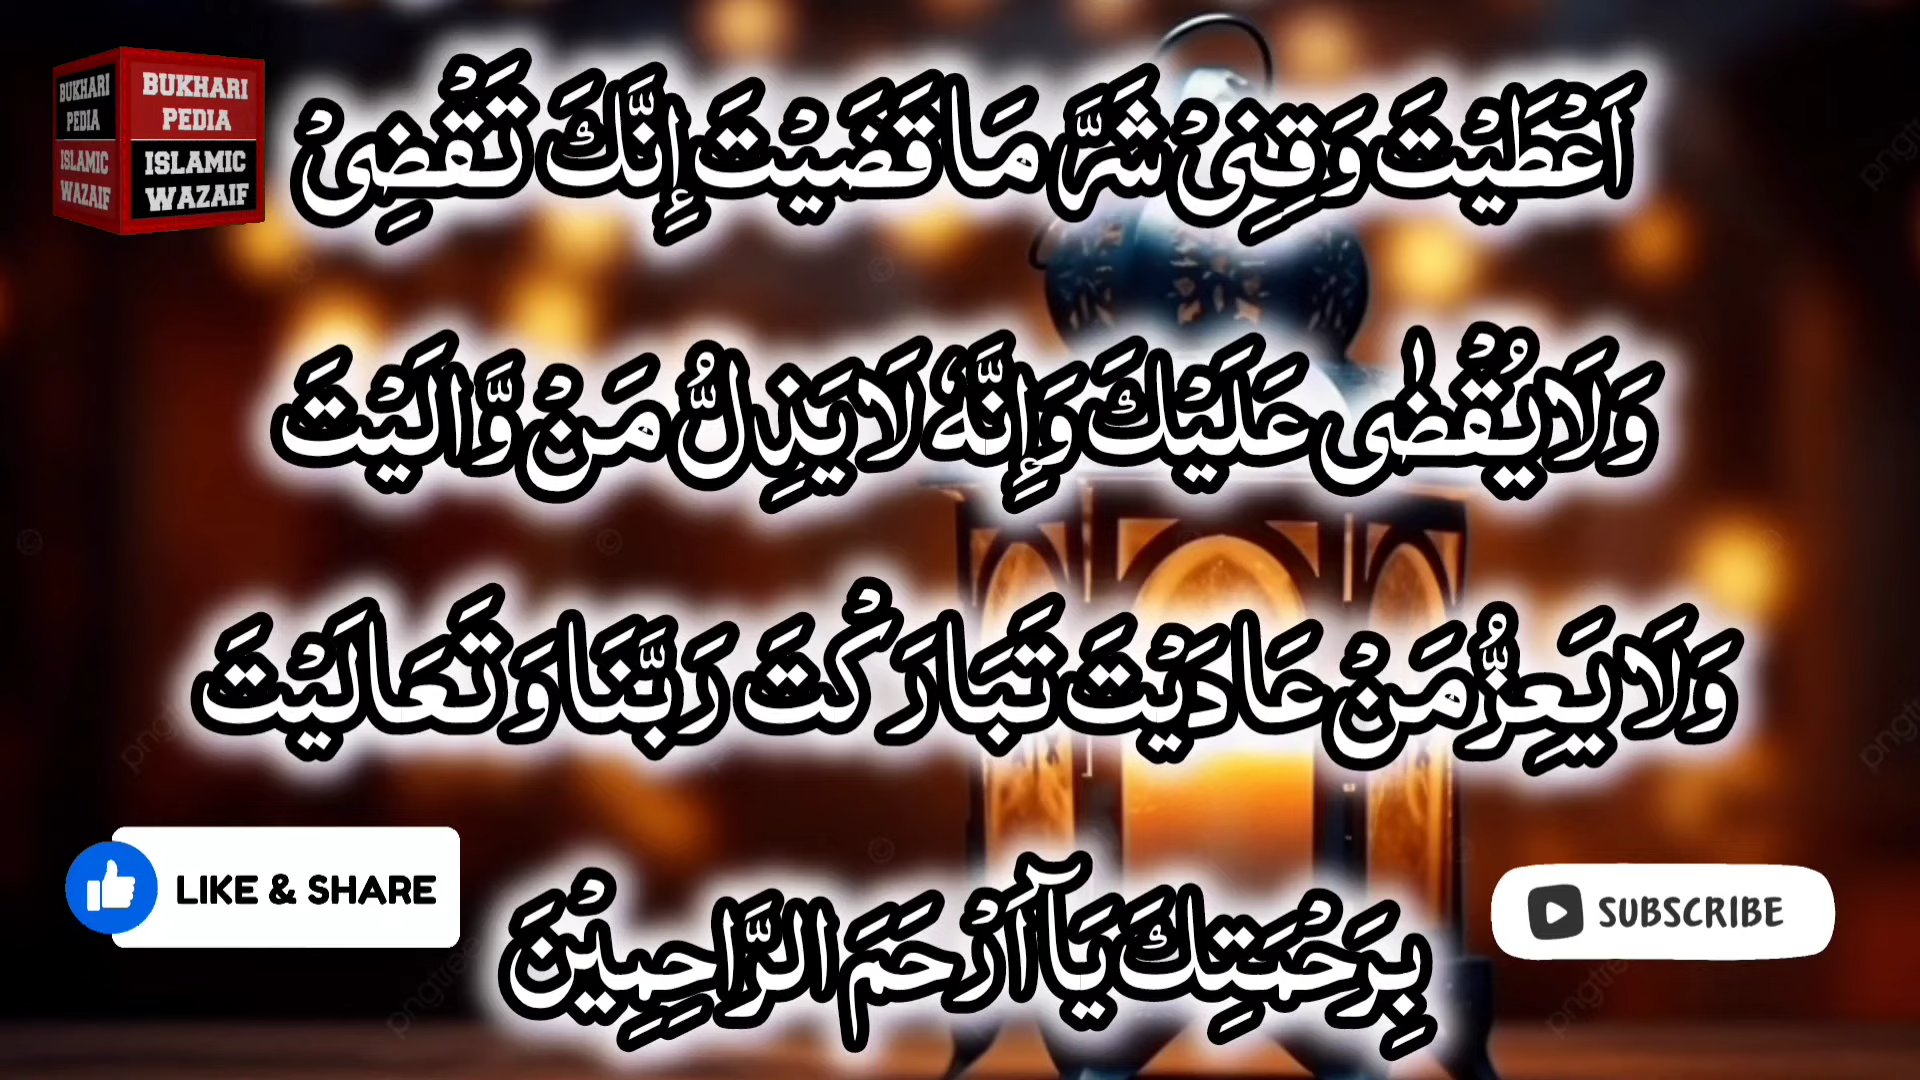 BUKHARI
PEDIA
ISLAMIC
WAZAIF
BUKHARI
PEDIA
ISLAMIC
WAZAIF
اَعْطَيْتَ وَقِنِيْ شَرَّ مَا قَضَيْتَ إِنَّكَ تَقْضِيْ
وَلَا يُقْضٰى عَلَيْكَ وَإِنَّهٗ لَا يَذِلُّ مَنْ وَّالَيْتَ
وَلَا يَعِزُّ مَنْ عَادَيْتَ تَبَارَكْتَ رَبَّنَا وَتَعَالَيْتَ
بِرَحْمَتِكَ يَآ أَرْحَمَ الرَّاحِمِيْنَ
LIKE & SHARE
SUBSCRIBE